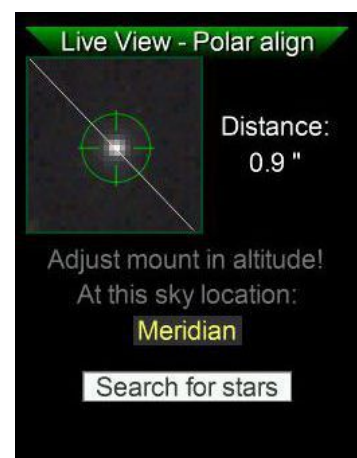 Live View - Polar align
Distance:
0.9 "
Adjust mount in altitude!
At this sky location:
Meridian
Search for stars